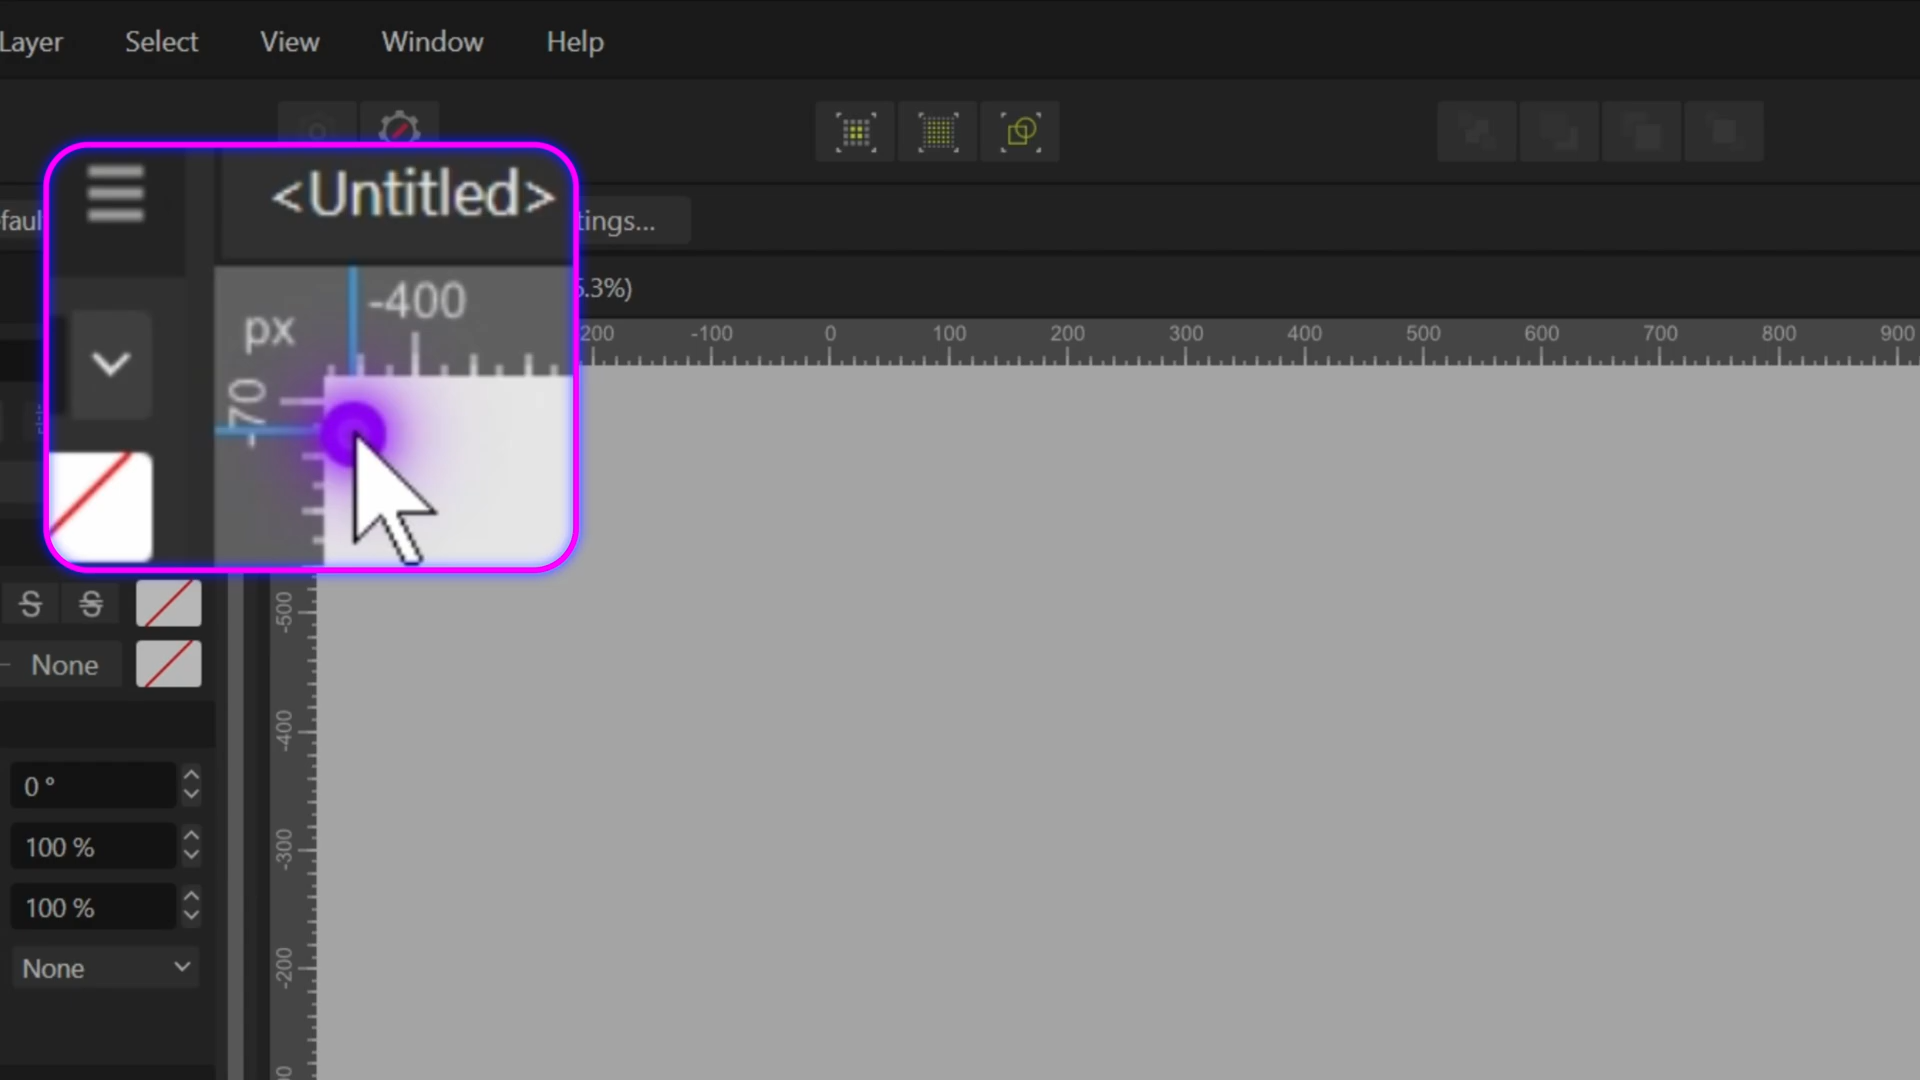 Layer Select View Window Help
<Untitled>
tings...
5.3%)
px
-400
-70
200 -100 0 100 200 300 400 500 600 700 800 900
-500
-400
-300
-200
None
0 °
100 %
100 %
None